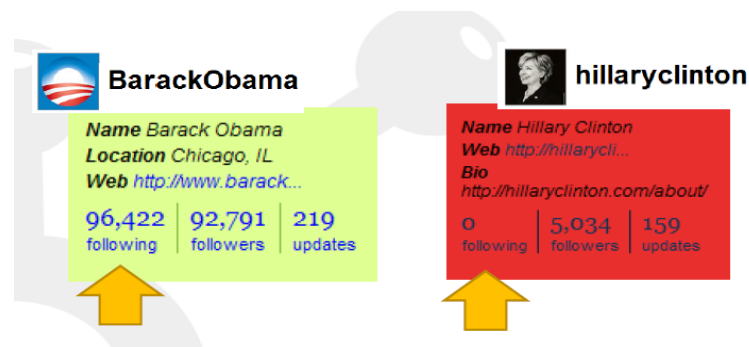 BarackObama
Name Barack Obama
Location Chicago, IL
Web http://www.barack...
96,422 92,791 219
following followers updates
hillaryclinton
Name Hillary Clinton
Web http://hillarycli...
Bio
http://hillaryclinton.com/about/
0 5,034 159
following followers updates